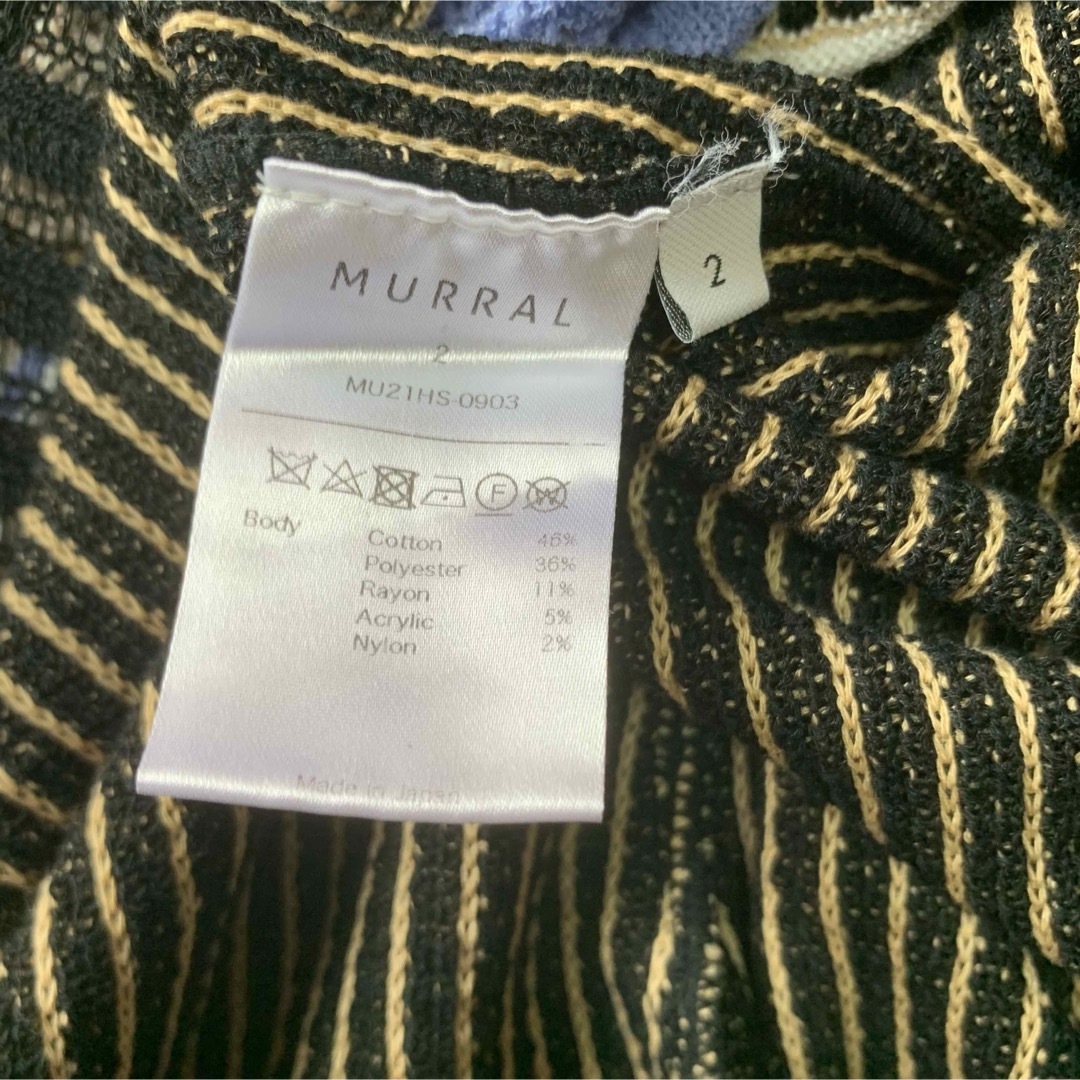 MURRAL
2
MU21HS-0903
F
W
Body
Cotton 46%
Polyester 36%
Rayon 11%
Acrylic 5%
Nylon 2%
Made in Japan
2